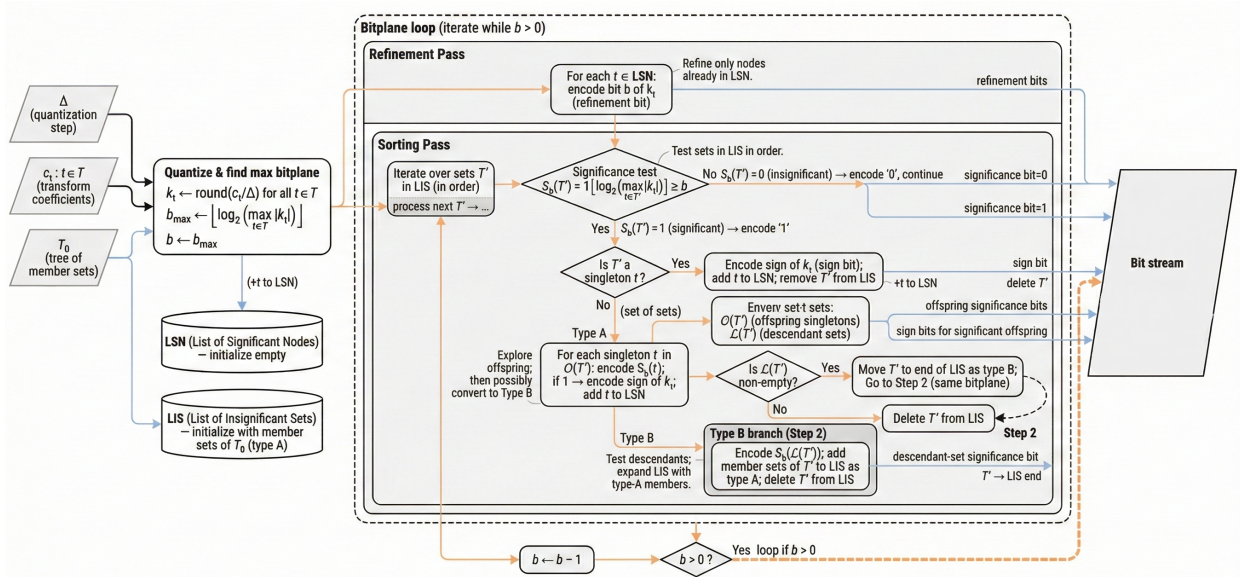 Bitplane loop (iterate while b > 0)
Refinement Pass
For each t ∈ LSN:
encode bit b of kₜ
(refinement bit)
Refine only nodes
already in LSN.
refinement bits
Δ
(quantization
step)
cₜ : t ∈ T
(transform
coefficients)
T₀
(tree of
member sets)
Quantize & find max bitplane
kₜ ← round(cₜ/Δ) for all t ∈ T
b_max ← ⌊log₂ (max |kₜ|)⌋
t∈T
b ← b_max
(+t to LSN)
LSN (List of Significant Nodes)
– initialize empty
LIS (List of Insignificant Sets)
– initialize with member
sets of T₀ (type A)
Sorting Pass
Iterate over sets T′
in LIS (in order)
process next T′ → ...
Test sets in LIS in order.
Significance test
S_b(T′) = 1[log₂(max|kₜ|)] ≥ b
t∈T′
No S_b(T′) = 0 (insignificant) → encode ‘0’, continue
significance bit=0
significance bit=1
Yes S_b(T′) = 1 (significant) → encode ‘1’
Is T′ a
singleton t?
Yes
Encode sign of kₜ (sign bit);
add t to LSN; remove T′ from LIS
+t to LSN
sign bit
delete T′
No
(set of sets)
O(T′) (offspring singletons)
L(T′) (descendant sets)
offspring significance bits
sign bits for significant offspring
Type A
Explore
offspring;
then possibly
convert to Type B
For each singleton t in
O(T′): encode S_b(t);
if 1 → encode sign of kₜ;
add t to LSN
Is L(T′)
non-empty?
Yes
Move T′ to end of LIS as type B;
Go to Step 2 (same bitplane)
No
Delete T′ from LIS
Step 2
Type B
Test descendants;
expand LIS with
type-A members.
Type B branch (Step 2)
Encode S_b(L(T′)); add
member sets of T′ to LIS as
type A; delete T′ from LIS
descendant-set significance bit
T′ → LIS end
Bit stream
b ← b − 1
b > 0 ?
Yes loop if b > 0